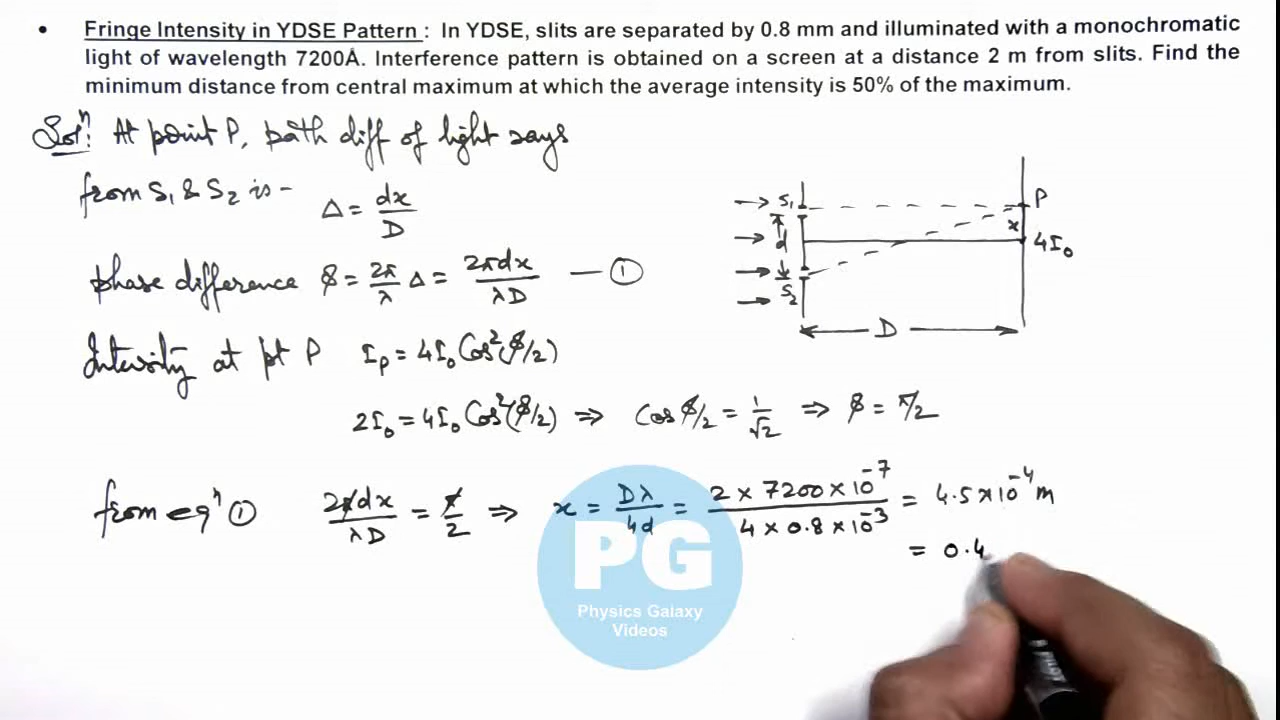 • Fringe Intensity in YDSE Pattern : In YDSE, slits are separated by 0.8 mm and illuminated with a monochromatic
light of wavelength 7200Å. Interference pattern is obtained on a screen at a distance 2 m from slits. Find the
minimum distance from central maximum at which the average intensity is 50% of the maximum.
Solⁿ: At point P, path diff of light rays
from S₁ & S₂ is -
Δ = dx/D
phase difference φ = 2π/λ Δ = 2πdx/λD — ①
Intensity at pt P I_P = 4I₀ Cos²(φ/2)
2I₀ = 4I₀ Cos²(φ/2) ⇒ Cos φ/2 = 1/√2 ⇒ φ = π/2
from eqⁿ ① 2πdx/λD = π/2 ⇒ x = Dλ/4d = 2 × 7200 × 10⁻⁷/4 × 0.8 × 10⁻³ = 4.5 × 10⁻⁴ m
= 0.4
S₁
P
x
d
4I₀
S₂
D
PG
Physics Galaxy
Videos